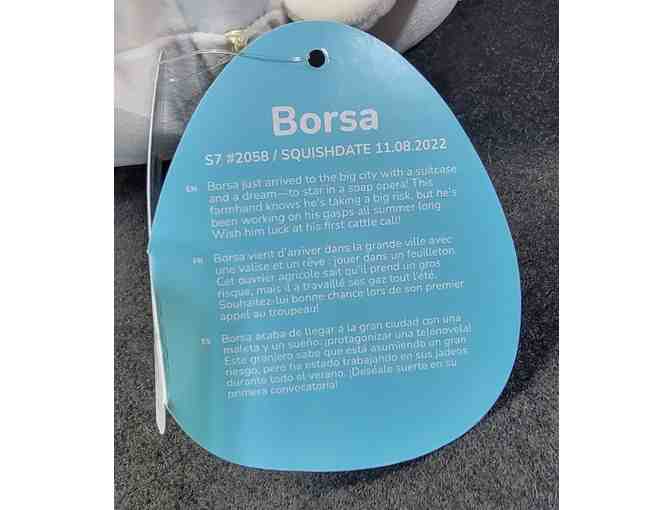 Borsa
S7 #2058 / SQUISHDATE 11.08.2022
EN Borsa just arrived to the big city with a suitcase
and a dream—to star in a soap opera! This
farmhand knows he's taking a big risk, but he's
been working on his gasps all summer long
Wish him luck at his first cattle call!
FR Borsa vient d'arriver dans la grande ville avec
une valise et un rêve : jouer dans un feuilleton.
Cet ouvrier agricole sait qu'il prend un gros
risque, mais il a travaillé ses gaz tout l'été.
Souhaitez-lui bonne chance lors de son premier
appel au troupeau!
ES Borsa acaba de llegar a la gran ciudad con una
maleta y un sueño: ¡protagonizar una telenovela!
Este granjero sabe que está asumiendo un gran
riesgo, pero ha estado trabajando en sus jadeos
durante todo el verano. ¡Deséale suerte en su
primera convocatoria!